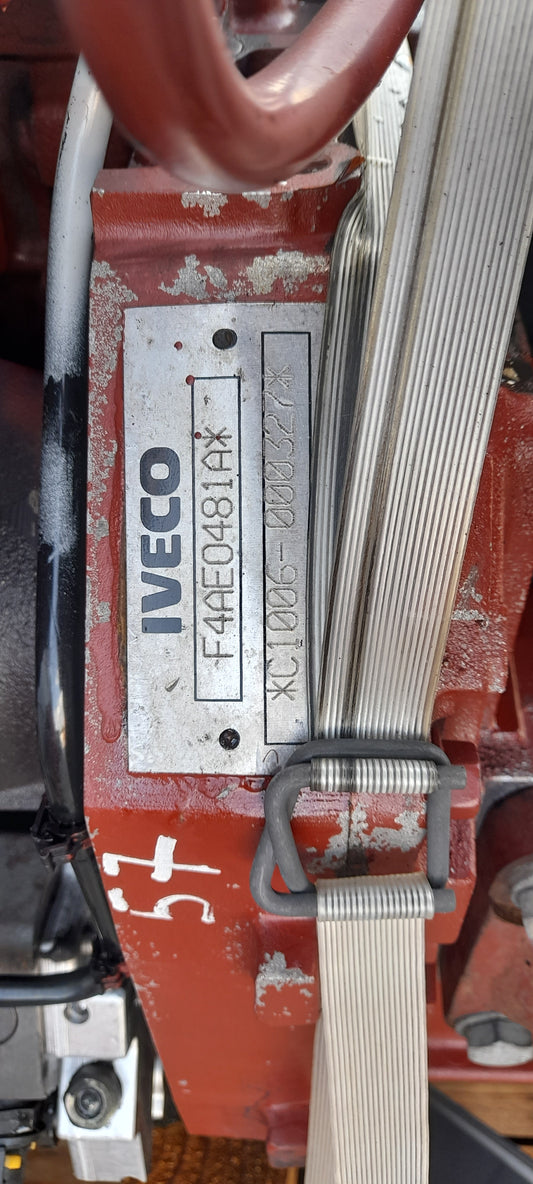 IVECO
F4AE0481A*
*C1006-000327*
57